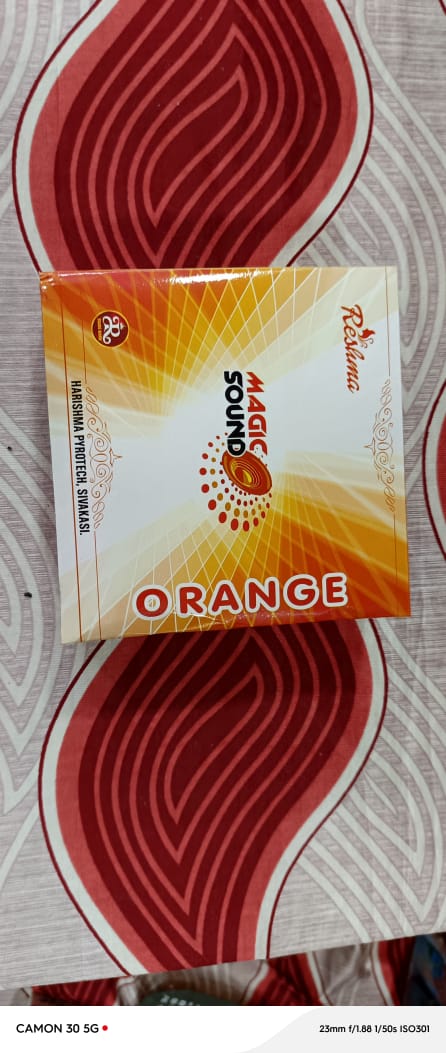 Reshma
MAGIC
SOUND
HARISHMA PYROTECH, SIVAKASI.
ORANGE
CAMON 30 5G
23mm f/1.88 1/50s ISO301